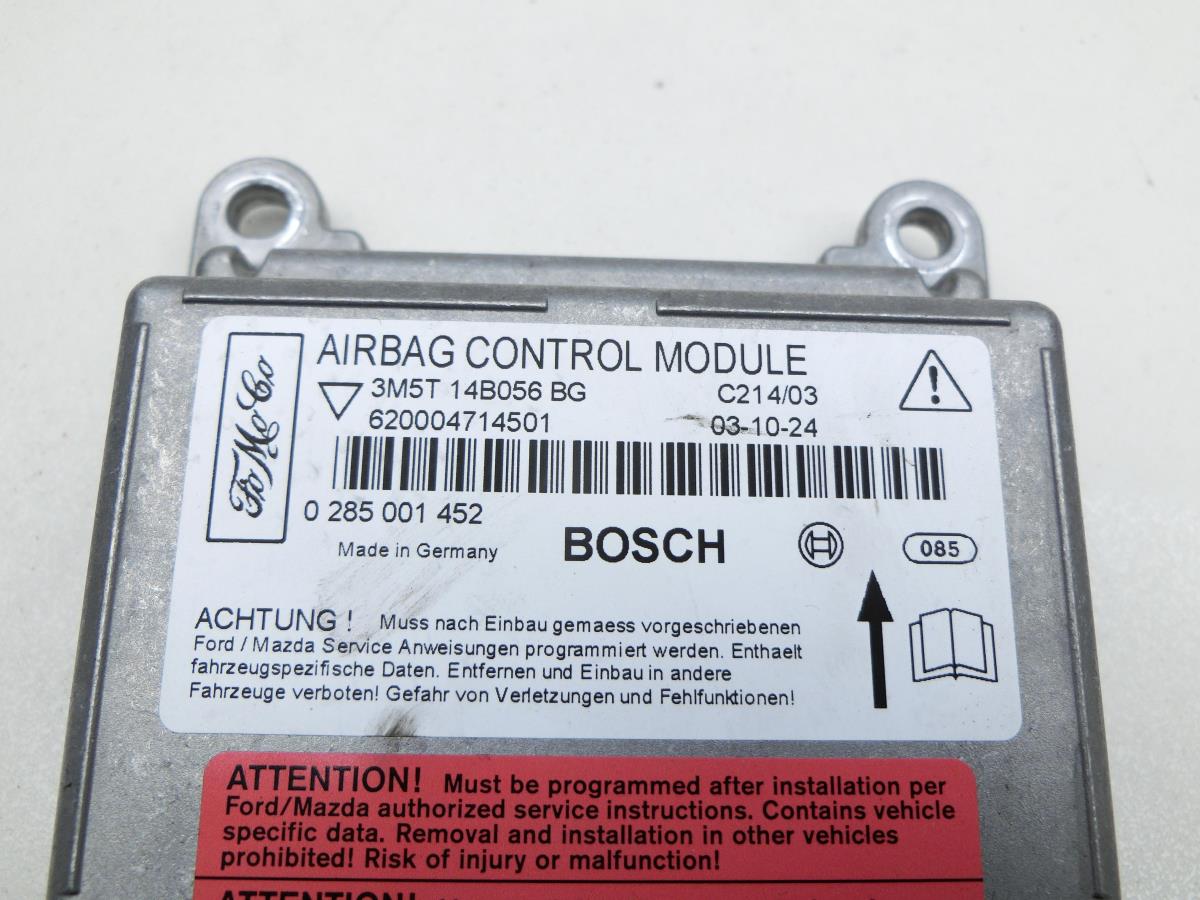 FoMoCo
AIRBAG CONTROL MODULE
3M5T 14B056 BG C214/03
620004714501 03-10-24
0 285 001 452
Made in Germany BOSCH 085
ACHTUNG ! Muss nach Einbau gemaess vorgeschriebenen
Ford / Mazda Service Anweisungen programmiert werden. Enthaelt
fahrzeugspezifische Daten. Entfernen und Einbau in andere
Fahrzeuge verboten! Gefahr von Verletzungen und Fehlfunktionen!
ATTENTION! Must be programmed after installation per
Ford/Mazda authorized service instructions. Contains vehicle
specific data. Removal and installation in other vehicles
prohibited! Risk of injury or malfunction!
ATTENTION!